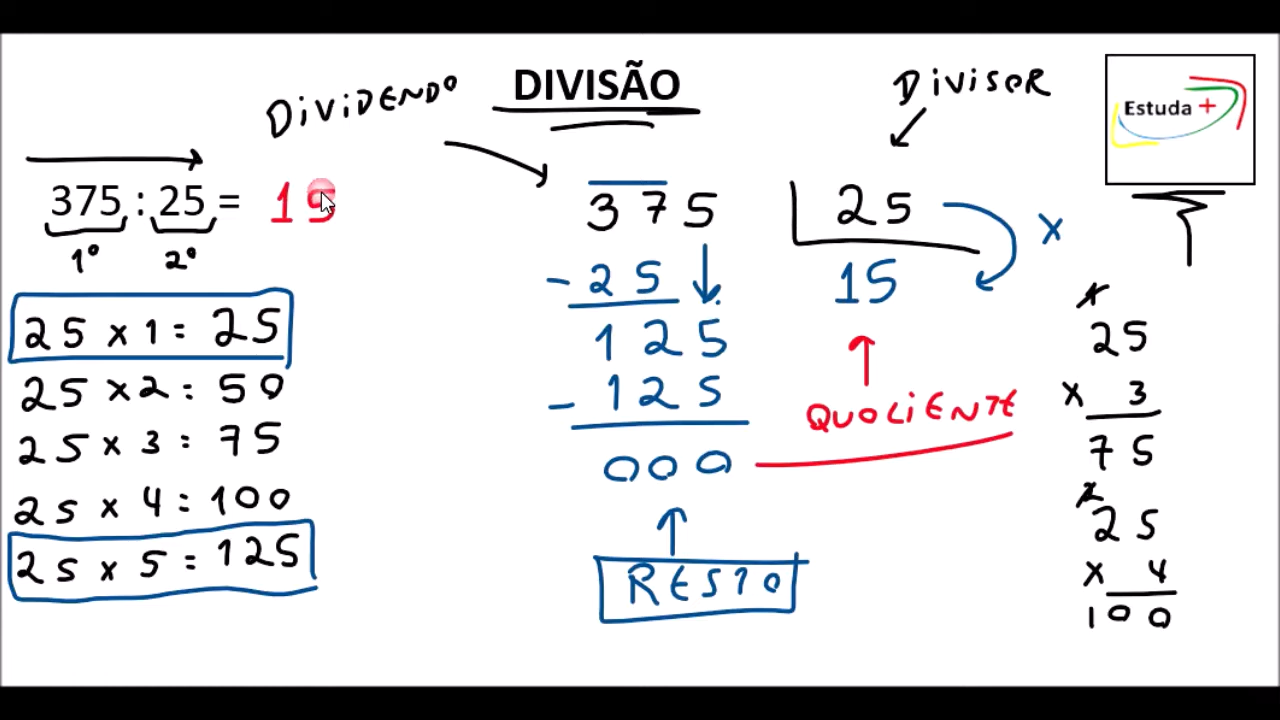 DIVISÃO
DIVIDENDO
DIVISOR
Estuda +
375 : 25 = 15
1º 2º
25 x 1 = 25
25 x 2 = 50
25 x 3 = 75
25 x 4 = 100
25 x 5 = 125
375 25
- 25 15
125
- 125
000
x
QUOCIENTE
RESTO
1
25
x 3
75
2
25
x 4
100